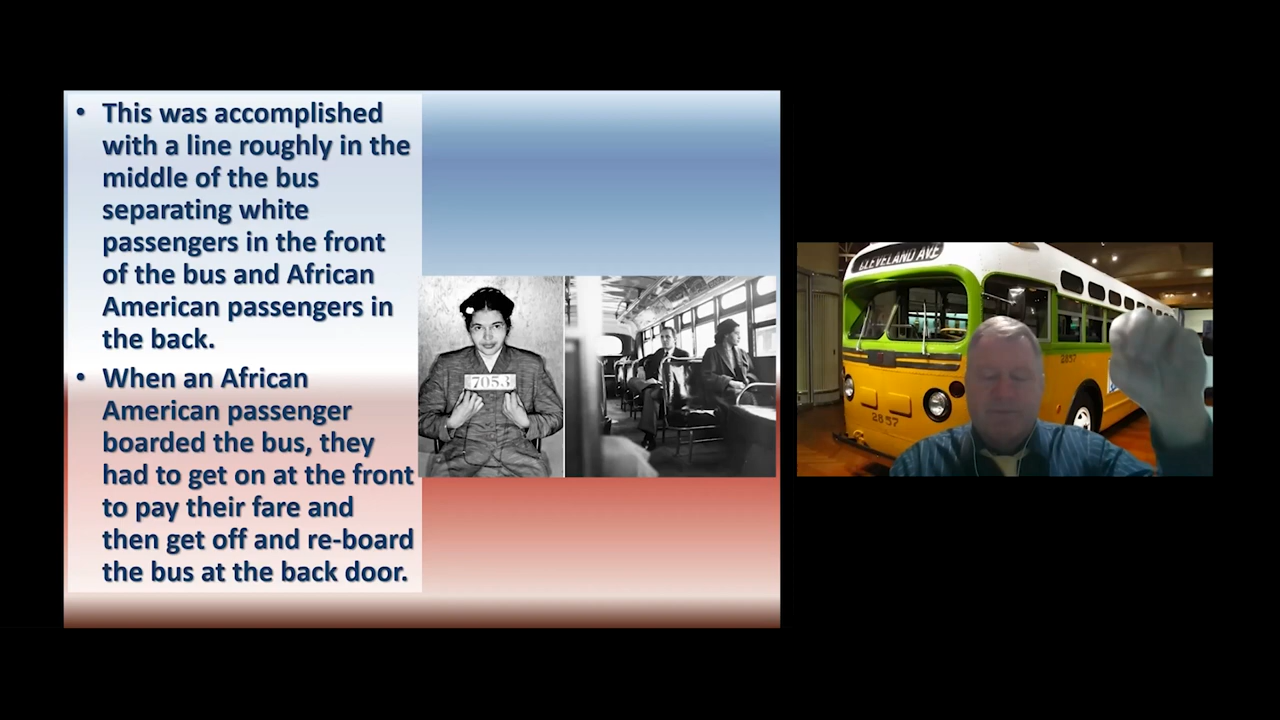 • This was accomplished
with a line roughly in the
middle of the bus
separating white
passengers in the front
of the bus and African
American passengers in
the back.
• When an African
American passenger
boarded the bus, they
had to get on at the front
to pay their fare and
then get off and re-board
the bus at the back door.
7053
CLEVELAND AVE
2857
2857